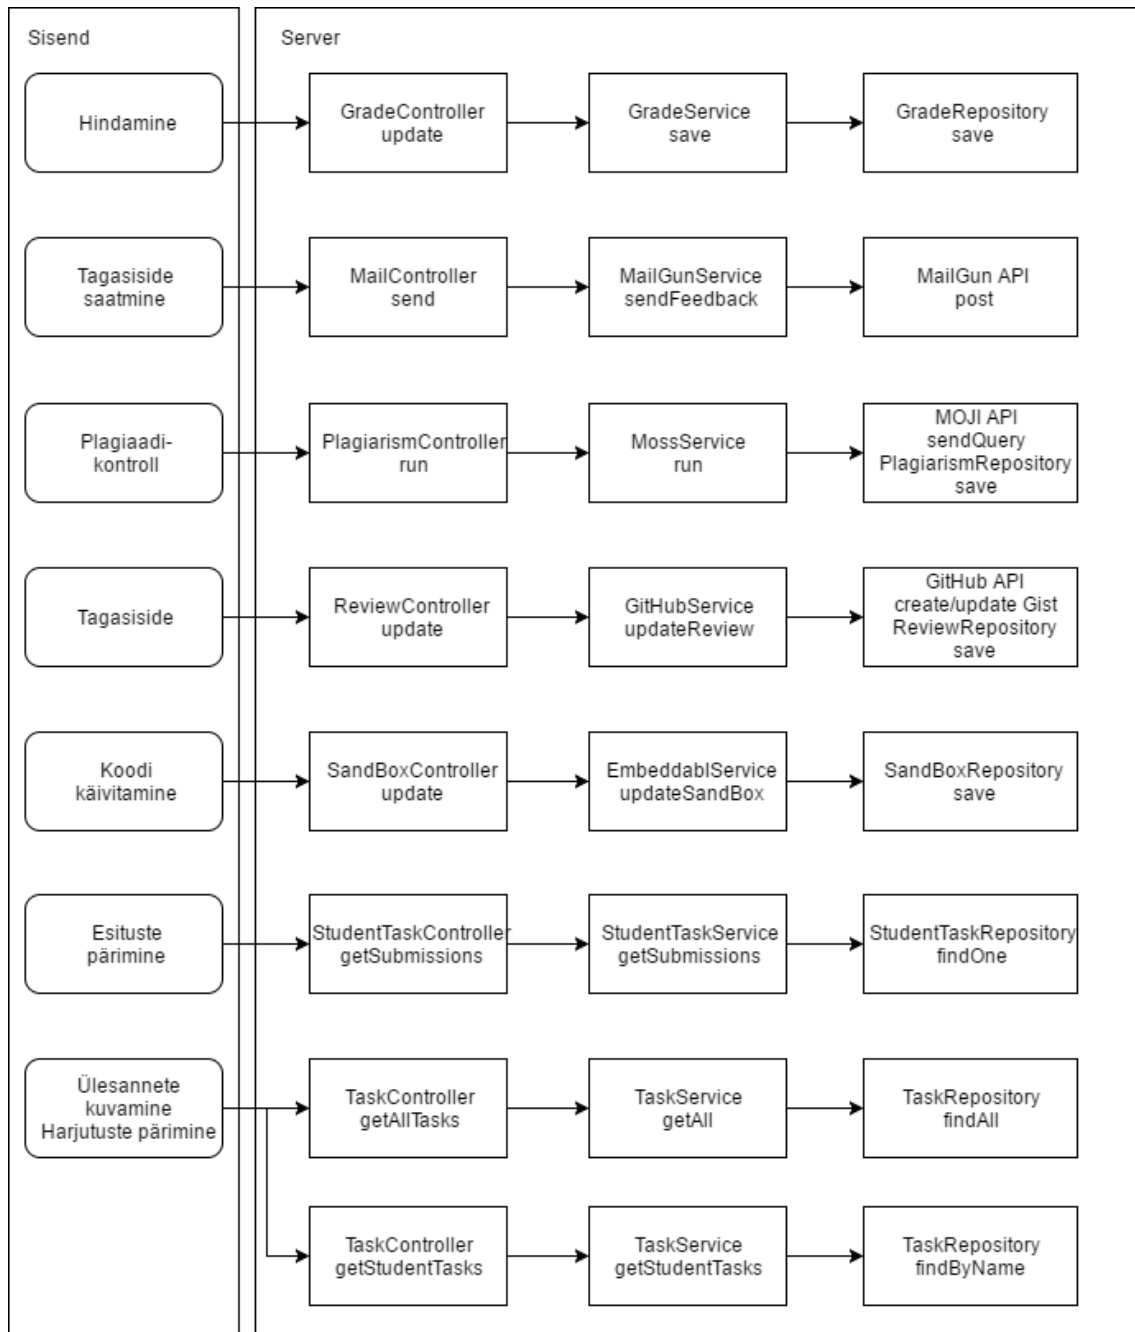 Sisend
Server
Hindamine
GradeController
update
GradeService
save
GradeRepository
save
Tagasiside
saatmine
MailController
send
MailGunService
sendFeedback
MailGun API
post
Plagiaadi-
kontroll
PlagiarismController
run
MossService
run
MOJI API
sendQuery
PlagiarismRepository
save
Tagasiside
ReviewController
update
GitHubService
updateReview
GitHub API
create/update Gist
ReviewRepository
save
Koodi
käivitamine
SandBoxController
update
EmbeddablService
updateSandBox
SandBoxRepository
save
Esituste
pärimine
StudentTaskController
getSubmissions
StudentTaskService
getSubmissions
StudentTaskRepository
findOne
Ülesannete
kuvamine
Harjutuste pärimine
TaskController
getAllTasks
TaskService
getAll
TaskRepository
findAll
TaskController
getStudentTasks
TaskService
getStudentTasks
TaskRepository
findByName